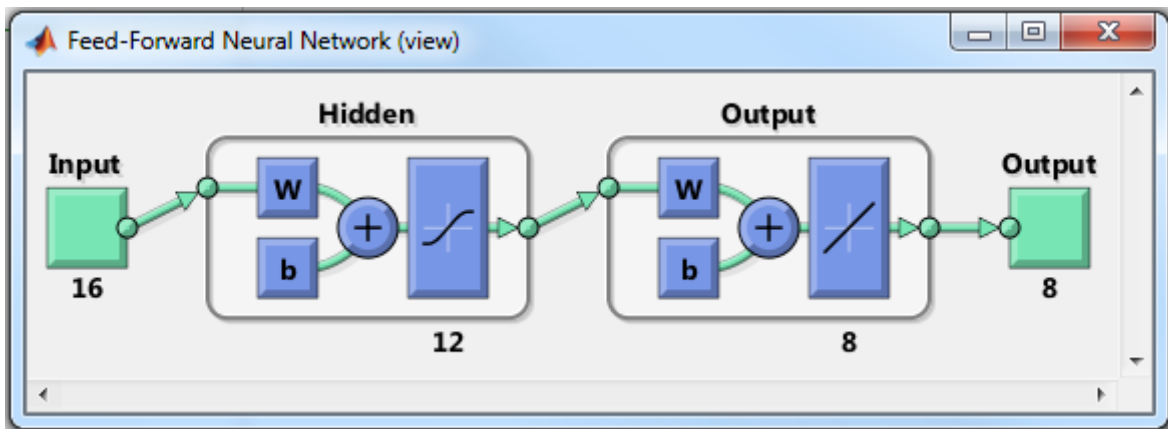 Feed-Forward Neural Network (view)
Hidden
Output
Input
Output
W
W
+
+
b
b
16
8
12
8